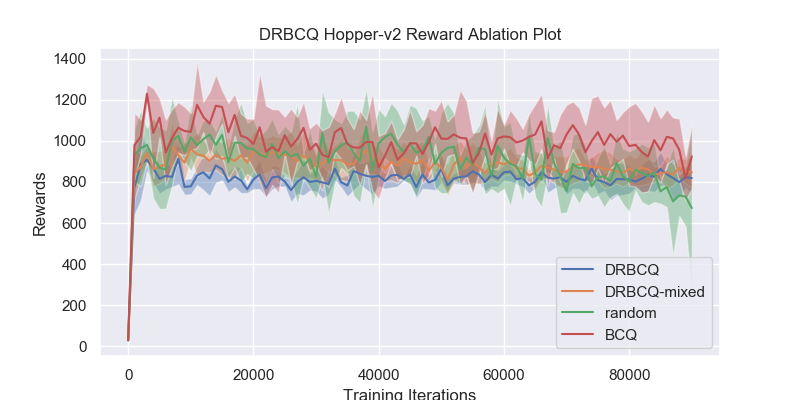 DRBCQ Hopper-v2 Reward Ablation Plot
1400
1200
1000
800
600
400
200
0
Rewards
DRBCQ
DRBCQ-mixed
random
BCQ
0 20000 40000 60000 80000
Training Iterations